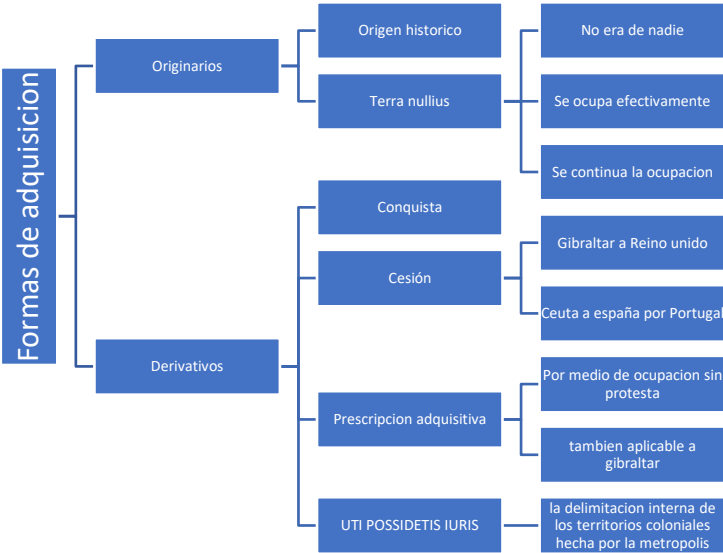 Formas de adquisicion
Originarios
Origen historico
Terra nullius
No era de nadie
Se ocupa efectivamente
Se continua la ocupacion
Derivativos
Conquista
Cesión
Gibraltar a Reino unido
Ceuta a españa por Portugal
Prescripcion adquisitiva
Por medio de ocupacion sin
protesta
tambien aplicable a
gibraltar
UTI POSSIDETIS IURIS
la delimitacion interna de
los territorios coloniales
hecha por la metropolis